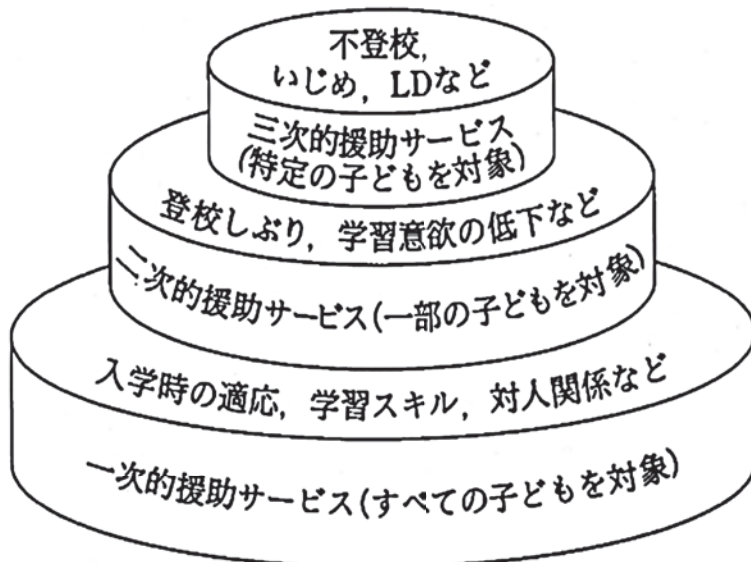 不登校,
いじめ, LDなど
三次的援助サービス
(特定の子どもを対象)
登校しぶり, 学習意欲の低下など
二次的援助サービス(一部の子どもを対象)
入学時の適応, 学習スキル, 対人関係など
一次的援助サービス(すべての子どもを対象)